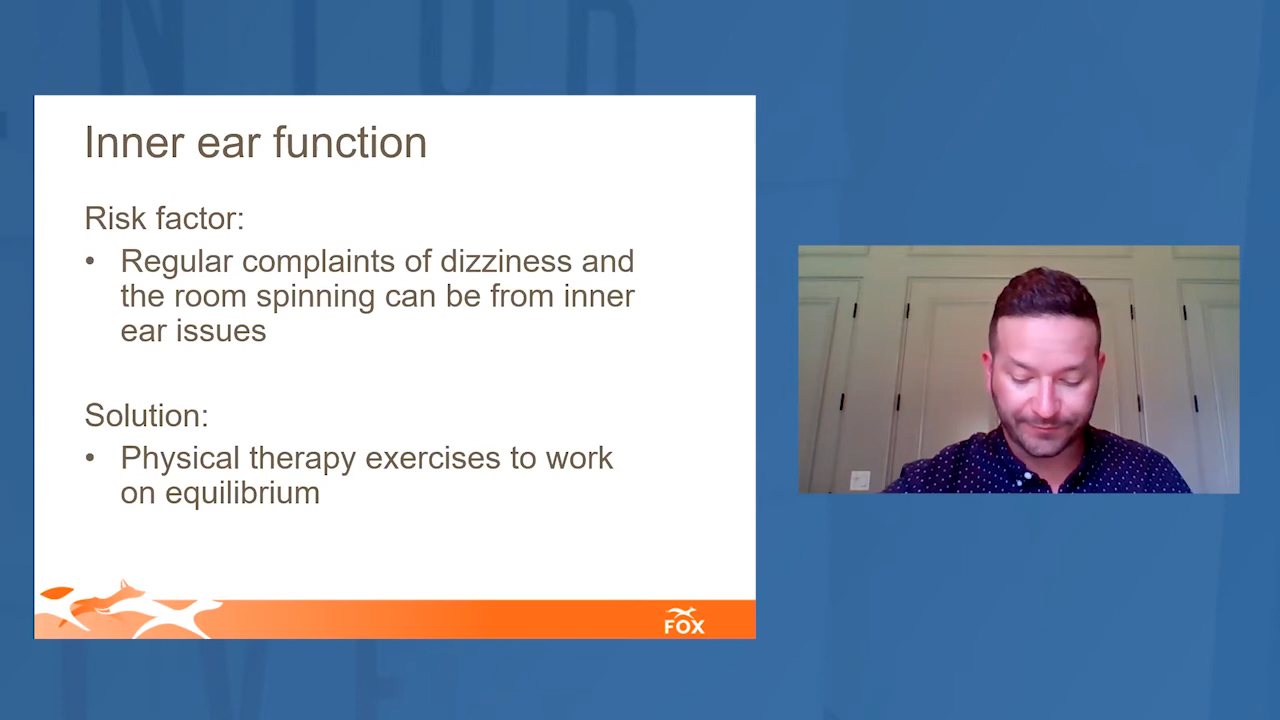 Inner ear function
Risk factor:
• Regular complaints of dizziness and
the room spinning can be from inner
ear issues
Solution:
• Physical therapy exercises to work
on equilibrium
FOX